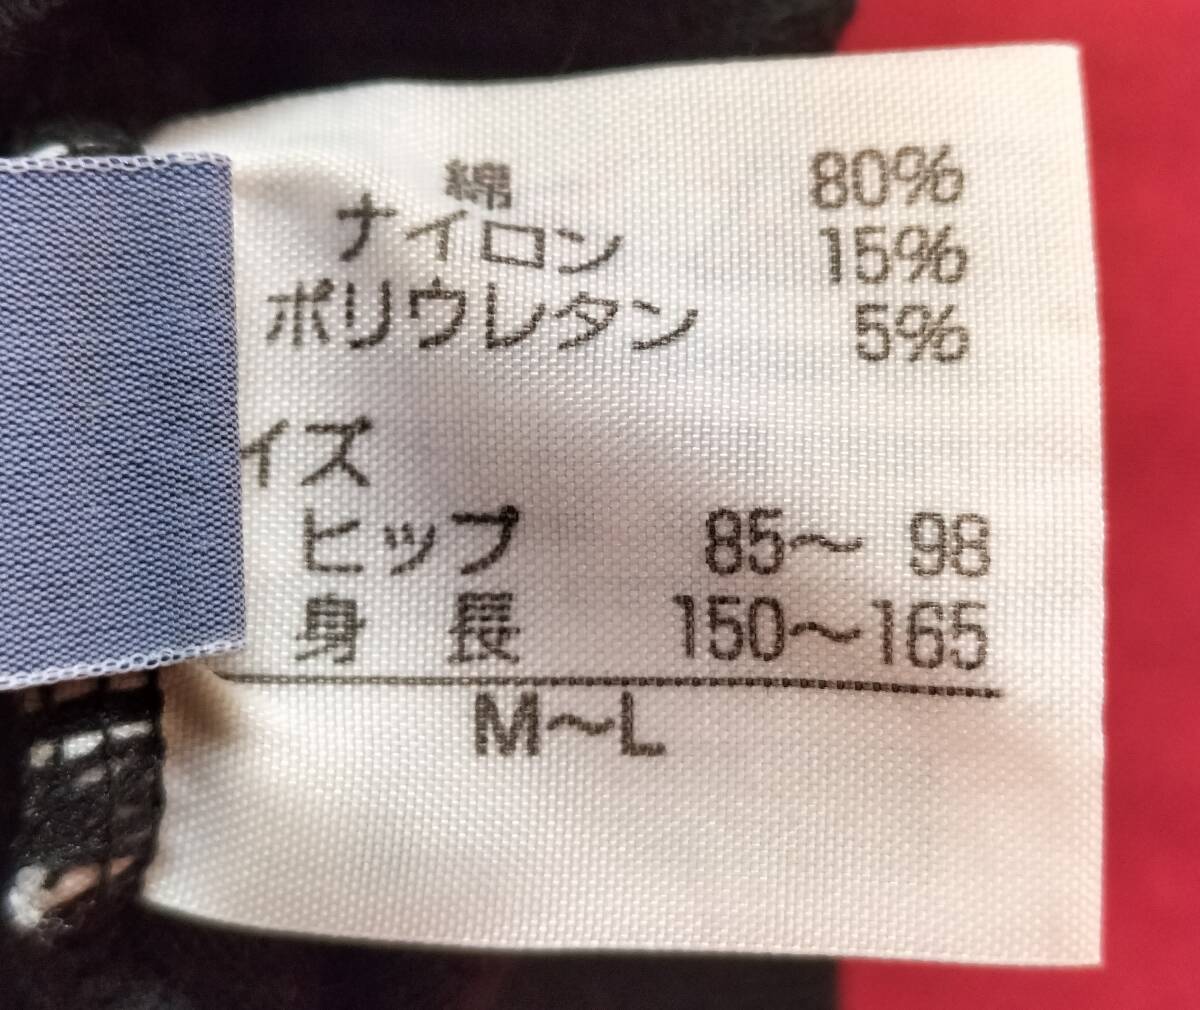 綿 80%
ナイロン 15%
ポリウレタン 5%
イズ
ヒップ 85〜 98
身 長 150〜165
M〜L